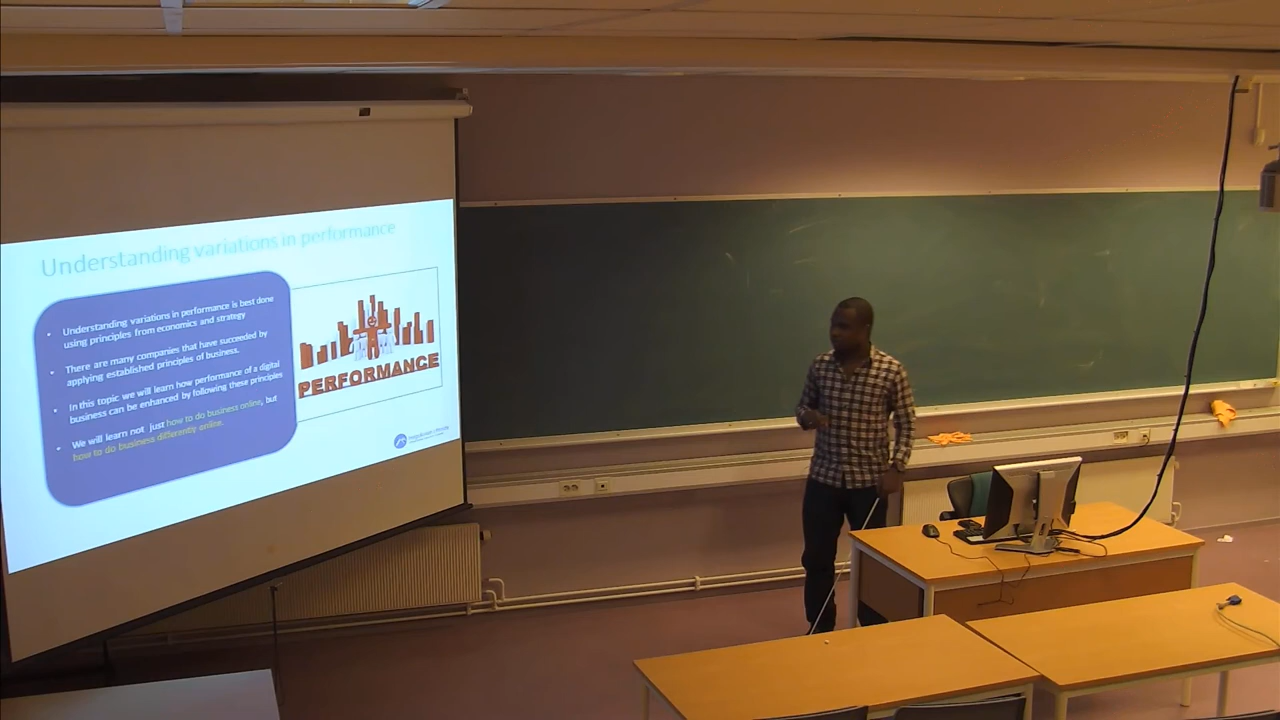 Understanding variations in performance
• Understanding variations in performance is best done
using principles from economics and strategy
• There are many companies that have succeeded by
applying established principles of business.
• In this topic we will learn how performance of a digital
business can be enhanced by following these principles
• We will learn not just how to do business online, but
how to do business differently online.
PERFORMANCE